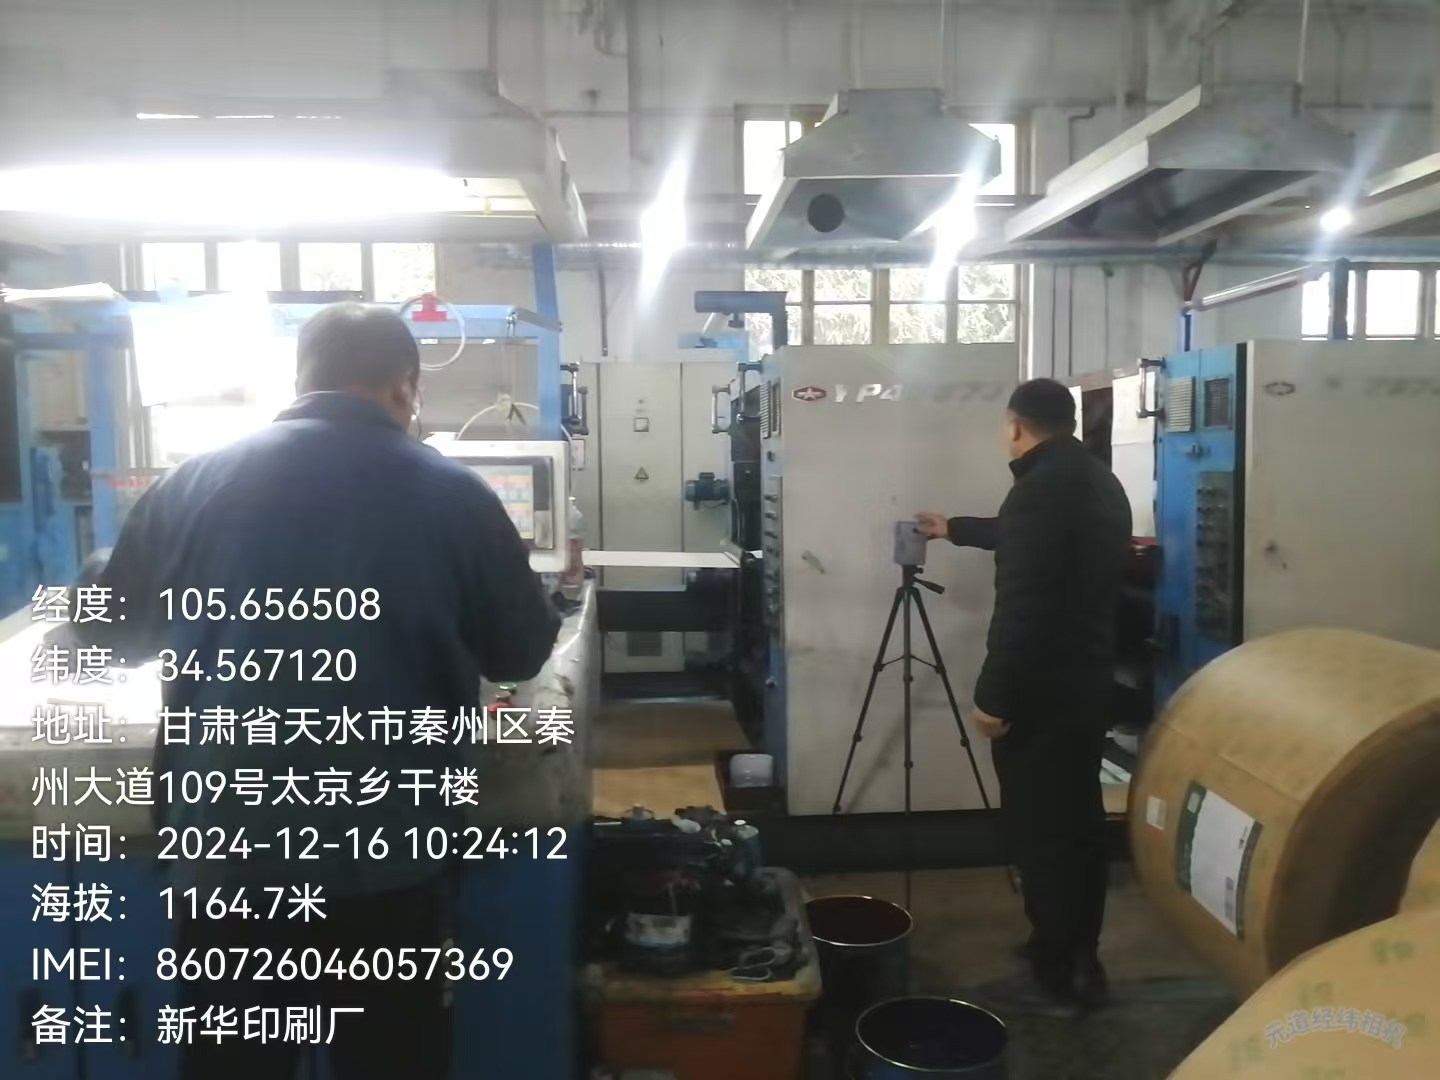 YP4
经度：105.656508
纬度：34.567120
地址：甘肃省天水市秦州区秦
州大道109号太京乡干楼
时间：2024-12-16 10:24:12
海拔：1164.7米
IMEI：860726046057369
备注：新华印刷厂
元道经纬相机